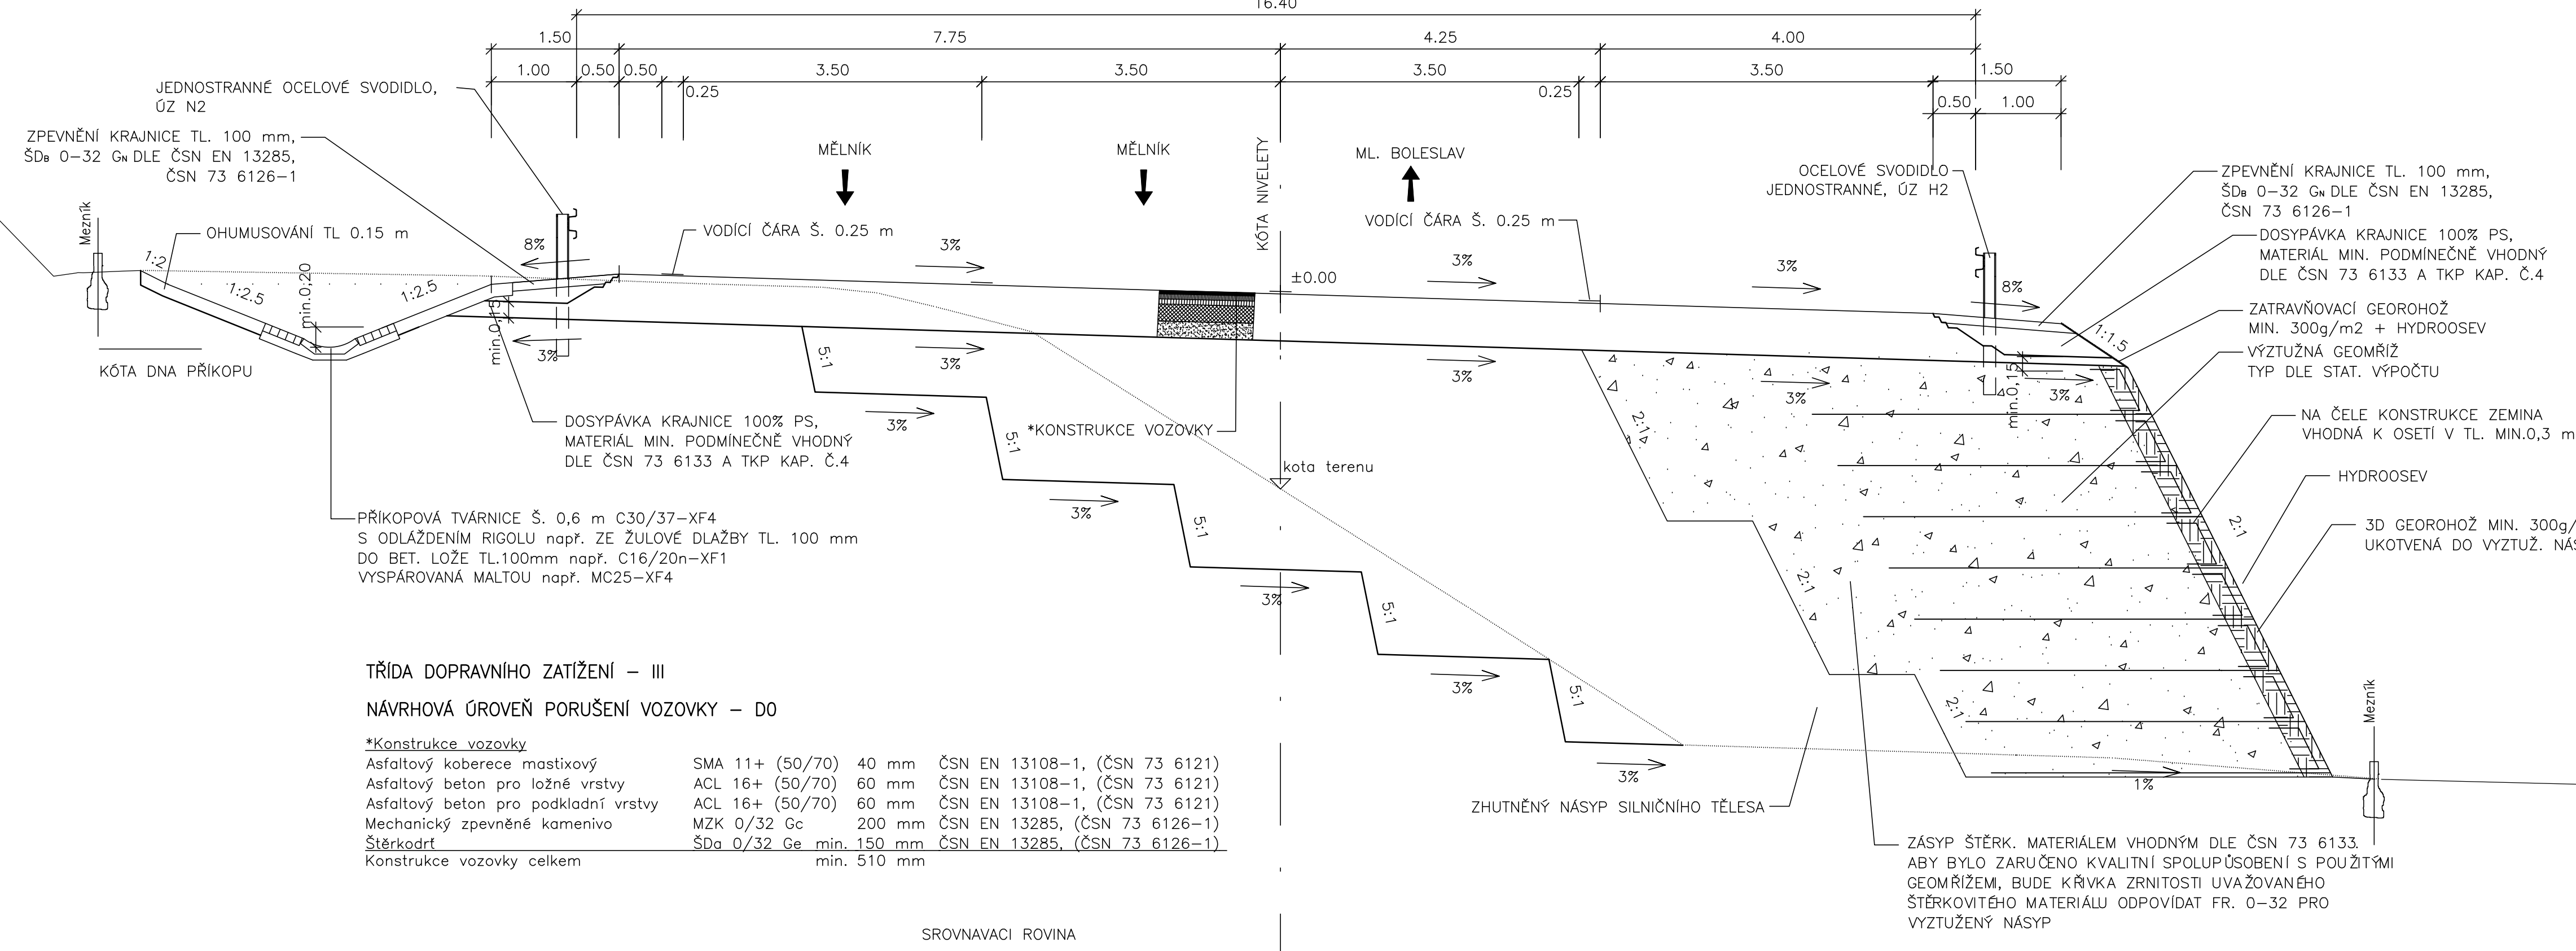 16.40
1.50
7.75
4.25
4.00
1.00
0.50
0.50
3.50
3.50
3.50
3.50
1.50
0.25
0.25
0.50
1.00
JEDNOSTRANNÉ OCELOVÉ SVODIDLO,
ÚZ N2
ZPEVNĚNÍ KRAJNICE TL. 100 mm,
ŠDB 0-32 GN DLE ČSN EN 13285,
ČSN 73 6126-1
MĚLNÍK
MĚLNÍK
ML. BOLESLAV
KÓTA NIVELETY
OCELOVÉ SVODIDLO
JEDNOSTRANNÉ, ÚZ H2
ZPEVNĚNÍ KRAJNICE TL. 100 mm,
ŠDB 0-32 GN DLE ČSN EN 13285,
ČSN 73 6126-1
Mezník
OHUMUSOVÁNÍ TL 0.15 m
VODÍCÍ ČÁRA Š. 0.25 m
VODÍCÍ ČÁRA Š. 0.25 m
DOSYPÁVKA KRAJNICE 100% PS,
MATERIÁL MIN. PODMÍNEČNĚ VHODNÝ
DLE ČSN 73 6133 A TKP KAP. Č.4
1:2
8%
3%
3%
3%
8%
±0.00
1:2.5
min.0,20
1:2.5
min.0,15
3%
ZATRAVŇOVACÍ GEOROHOŽ
MIN. 300g/m2 + HYDROOSEV
1:1.5
VÝZTUŽNÁ GEOMŘÍŽ
TYP DLE STAT. VÝPOČTU
KÓTA DNA PŘÍKOPU
5:1
3%
3%
3%
min.0,15
3%
DOSYPÁVKA KRAJNICE 100% PS,
MATERIÁL MIN. PODMÍNEČNĚ VHODNÝ
DLE ČSN 73 6133 A TKP KAP. Č.4
3%
5:1
*KONSTRUKCE VOZOVKY
2:1
NA ČELE KONSTRUKCE ZEMINA
VHODNÁ K OSETÍ V TL. MIN.0,3 m
kota terenu
HYDROOSEV
PŘÍKOPOVÁ TVÁRNICE Š. 0,6 m C30/37-XF4
S ODLÁŽDENÍM RIGOLU např. ZE ŽULOVÉ DLAŽBY TL. 100 mm
DO BET. LOŽE TL.100mm např. C16/20n-XF1
VYSPÁROVANÁ MALTOU např. MC25-XF4
3%
5:1
2:1
3D GEOROHOŽ MIN. 300g/
UKOTVENÁ DO VYZTUŽ.
2:1
3%
5:1
3%
5:1
2:1
3%
1%
Mezník
TŘÍDA DOPRAVNÍHO ZATÍŽENÍ - III
NÁVRHOVÁ ÚROVEŇ PORUŠENÍ VOZOVKY - D0
*Konstrukce vozovky
Asfaltový koberece mastixový SMA 11+ (50/70) 40 mm ČSN EN 13108-1, (ČSN 73 6121)
Asfaltový beton pro ložné vrstvy ACL 16+ (50/70) 60 mm ČSN EN 13108-1, (ČSN 73 6121)
Asfaltový beton pro podkladní vrstvy ACL 16+ (50/70) 60 mm ČSN EN 13108-1, (ČSN 73 6121)
Mechanický zpevněné kamenivo MZK 0/32 Gc 200 mm ČSN EN 13285, (ČSN 73 6126-1)
Štěrkodrť ŠDa 0/32 Ge min. 150 mm ČSN EN 13285, (ČSN 73 6126-1)
Konstrukce vozovky celkem min. 510 mm
ZHUTNĚNÝ NÁSYP SILNIČNÍHO TĚLESA
ZÁSYP ŠTĚRK. MATERIÁLEM VHODNÝM DLE ČSN 73 6133.
ABY BYLO ZARUČENO KVALITNÍ SPOLUPŮSOBENÍ S POUŽITÝMI
GEOMŘÍŽEMI, BUDE KŘIVKA ZRNITOSTI UVAŽOVANÉHO
ŠTĚRKOVITÉHO MATERIÁLU ODPOVÍDAT FR. 0-32 PRO
VYZTUŽENÝ NÁSYP
SROVNAVACI ROVINA